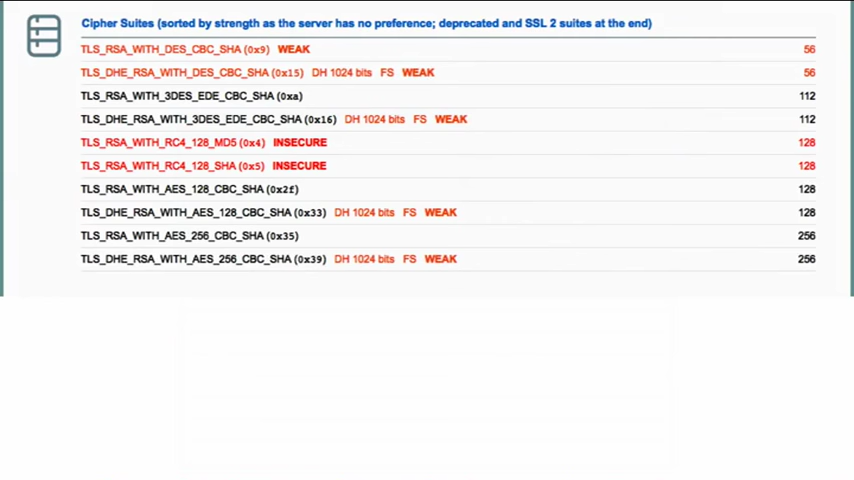 Cipher Suites (sorted by strength as the server has no preference; deprecated and SSL 2 suites at the end)
TLS_RSA_WITH_DES_CBC_SHA (0x9) WEAK 56
TLS_DHE_RSA_WITH_DES_CBC_SHA (0x15) DH 1024 bits FS WEAK 56
TLS_RSA_WITH_3DES_EDE_CBC_SHA (0xa) 112
TLS_DHE_RSA_WITH_3DES_EDE_CBC_SHA (0x16) DH 1024 bits FS WEAK 112
TLS_RSA_WITH_RC4_128_MD5 (0x4) INSECURE 128
TLS_RSA_WITH_RC4_128_SHA (0x5) INSECURE 128
TLS_RSA_WITH_AES_128_CBC_SHA (0x2f) 128
TLS_DHE_RSA_WITH_AES_128_CBC_SHA (0x33) DH 1024 bits FS WEAK 128
TLS_RSA_WITH_AES_256_CBC_SHA (0x35) 256
TLS_DHE_RSA_WITH_AES_256_CBC_SHA (0x39) DH 1024 bits FS WEAK 256